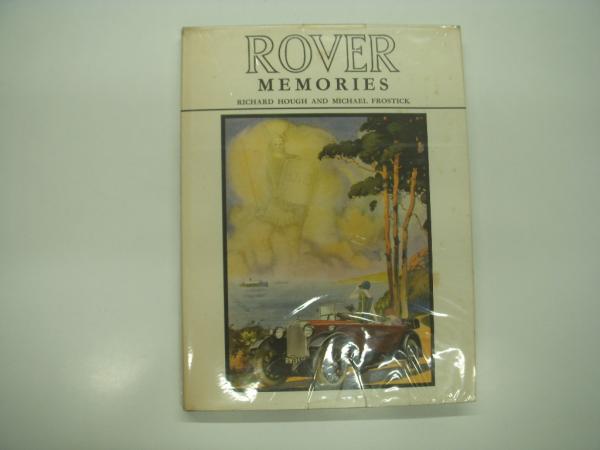 ROVER
MEMORIES
RICHARD HOUGH AND MICHAEL FROSTICK